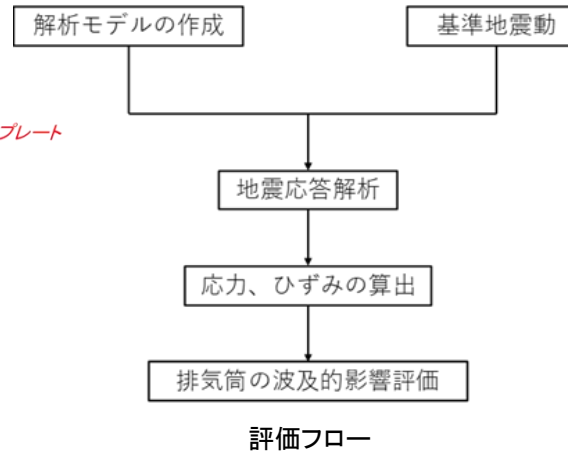 解析モデルの作成
基準地震動
プレート
地震応答解析
応力、ひずみの算出
排気筒の波及的影響評価
評価フロー